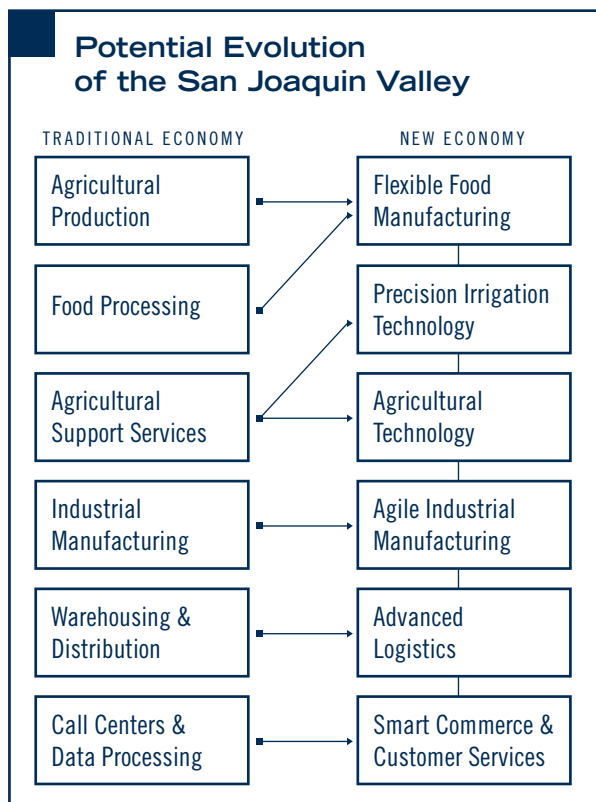 Potential Evolution
of the San Joaquin Valley
TRADITIONAL ECONOMY
NEW ECONOMY
Agricultural
Production
Flexible Food
Manufacturing
Food Processing
Precision Irrigation
Technology
Agricultural
Support Services
Agricultural
Technology
Industrial
Manufacturing
Agile Industrial
Manufacturing
Warehousing &
Distribution
Advanced
Logistics
Call Centers &
Data Processing
Smart Commerce &
Customer Services